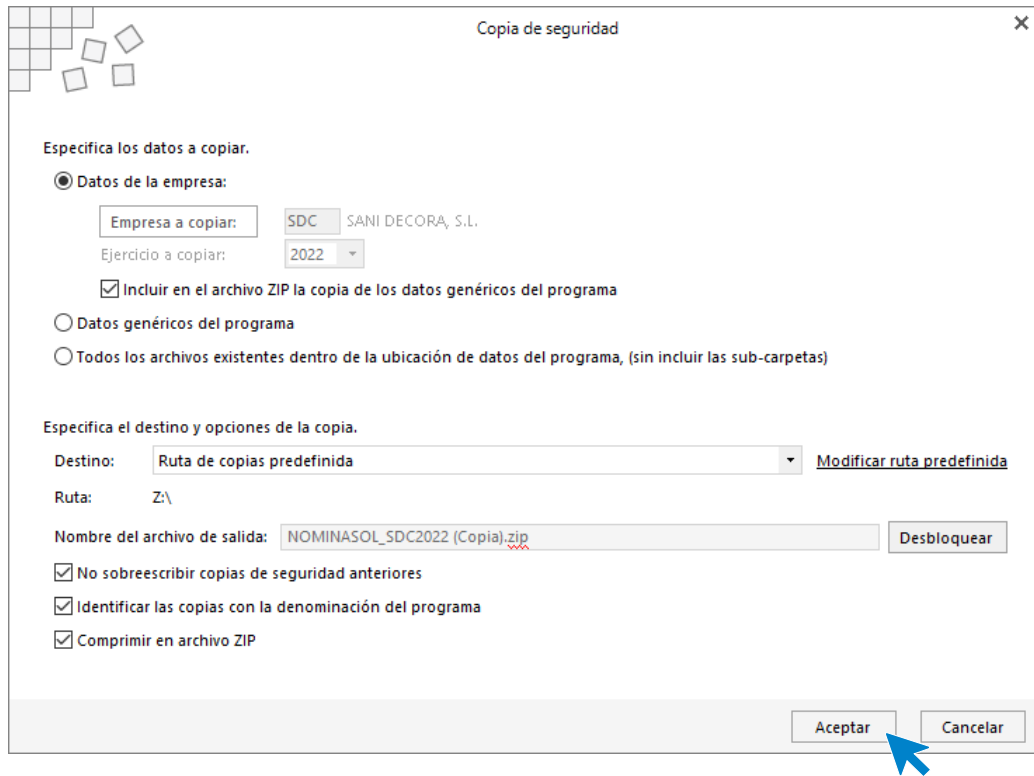 Copia de seguridad
Especifica los datos a copiar.
Datos de la empresa:
Empresa a copiar: SDC SANI DECORA, S.L.
Ejercicio a copiar: 2022
Incluir en el archivo ZIP la copia de los datos genéricos del programa
Datos genéricos del programa
Todos los archivos existentes dentro de la ubicación de datos del programa, (sin incluir las sub-carpetas)
Especifica el destino y opciones de la copia.
Destino: Ruta de copias predefinida Modificar ruta predefinida
Ruta: Z:\
Nombre del archivo de salida: NOMINASOL_SDC2022 (Copia).zip Desbloquear
No sobreescribir copias de seguridad anteriores
Identificar las copias con la denominación del programa
Comprimir en archivo ZIP
Aceptar Cancelar